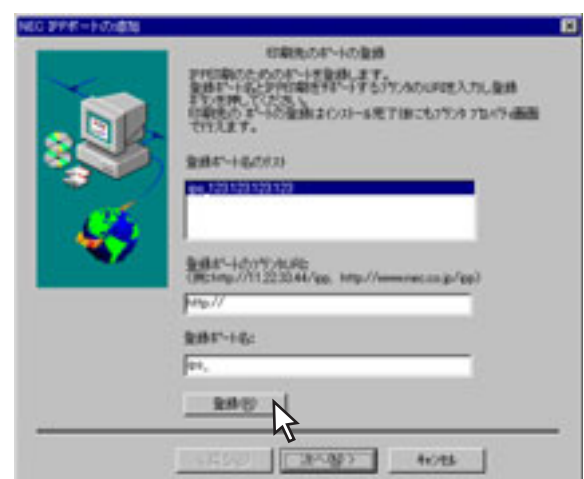 NEC IPPポートの追加
印刷先のポートの登録
IPP印刷のためのポートを登録します。
登録ポート名とIPP印刷をサポートするプリンタのURIを入力し、登録
ボタンを押してください。
印刷先の ポートの登録はインストール完了後にもプリンタ プロパティ画面
で行えます。
登録ポート名のリスト
ipp_123.123.123.123
登録ポートのプリンタURI:
(例:http://11.22.33.44/ipp, http://www.nec.co.jp/ipp)
http://
登録ポート名:
ipp_
登録(R)
次へ(N) >
キャンセル